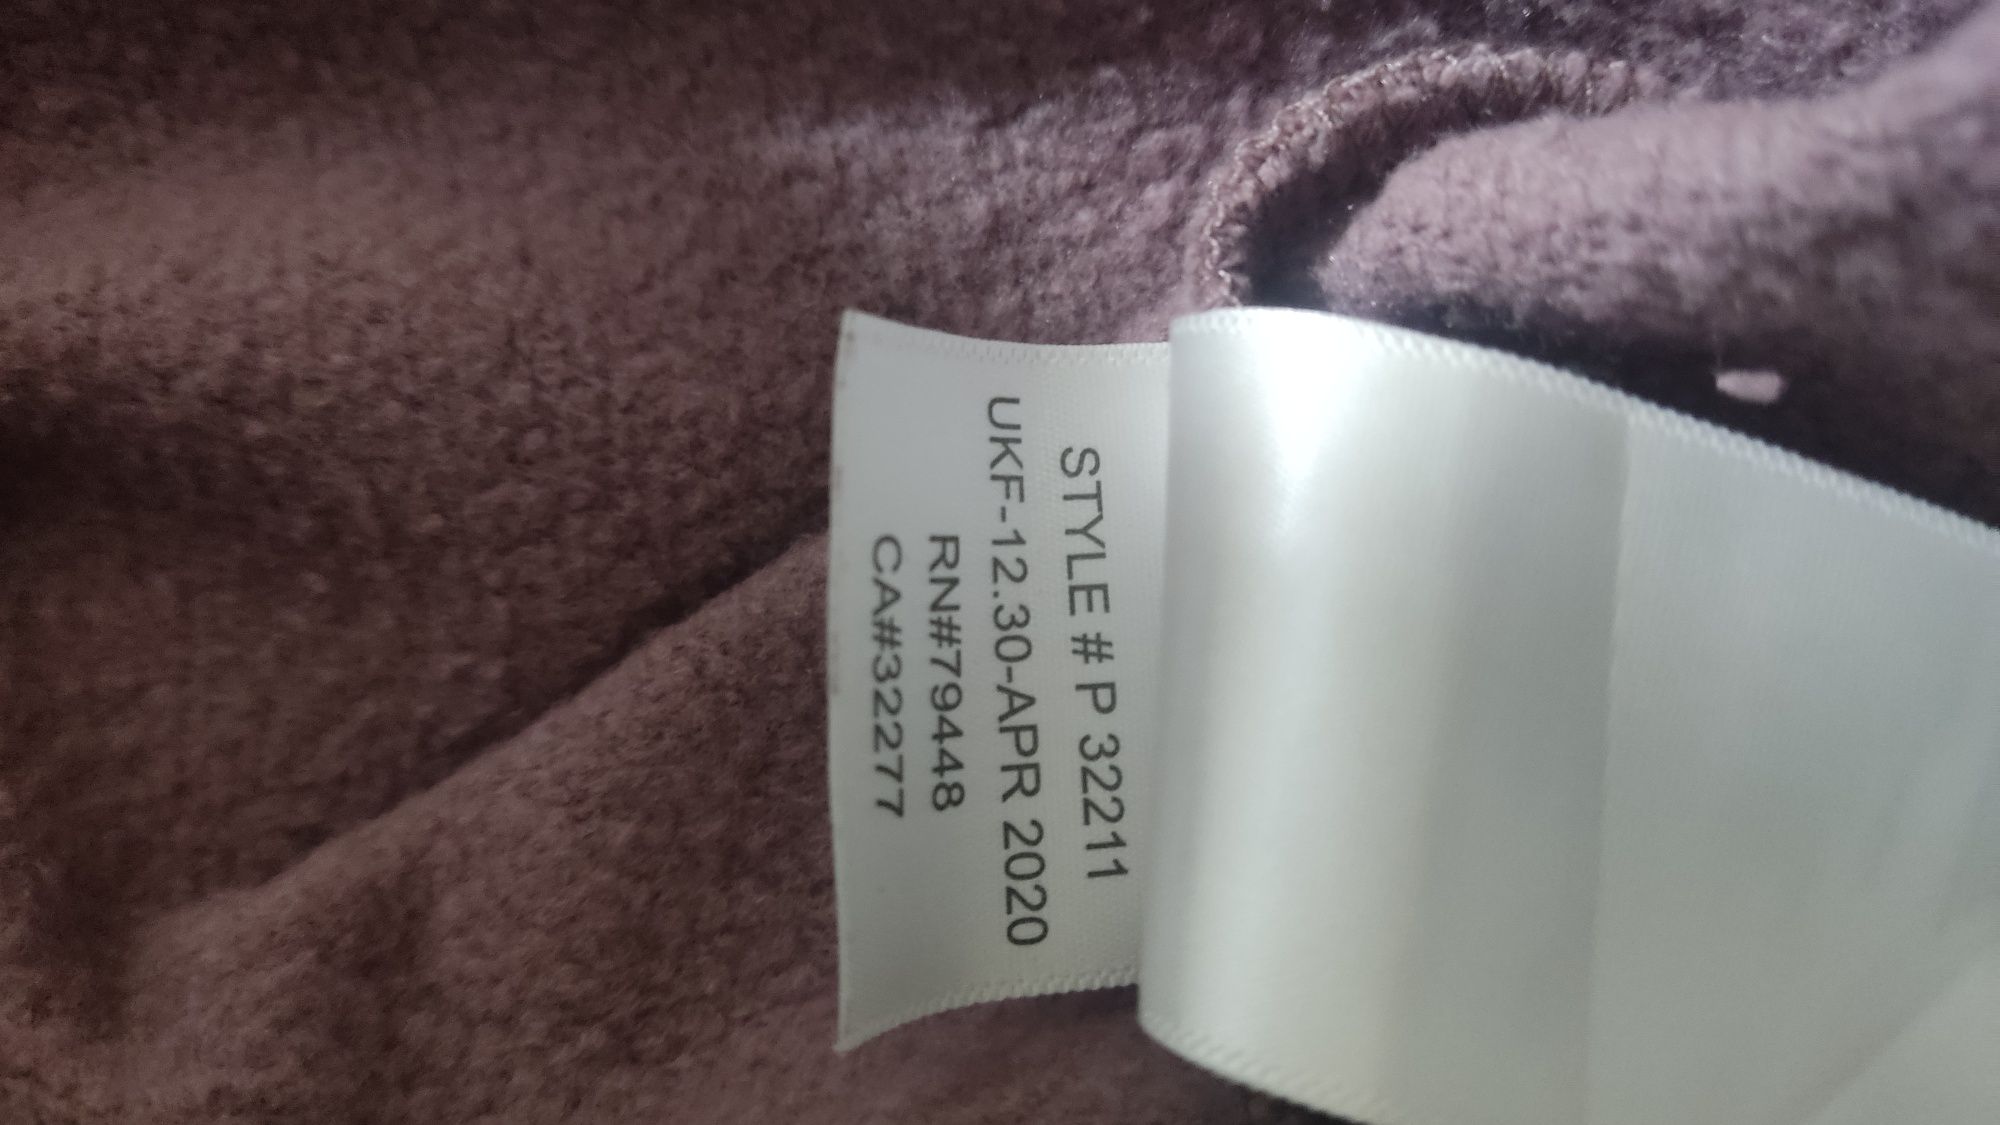 STYLE # P 32211
UKF-12.30-APR 2020
RN#79448
CA#32277